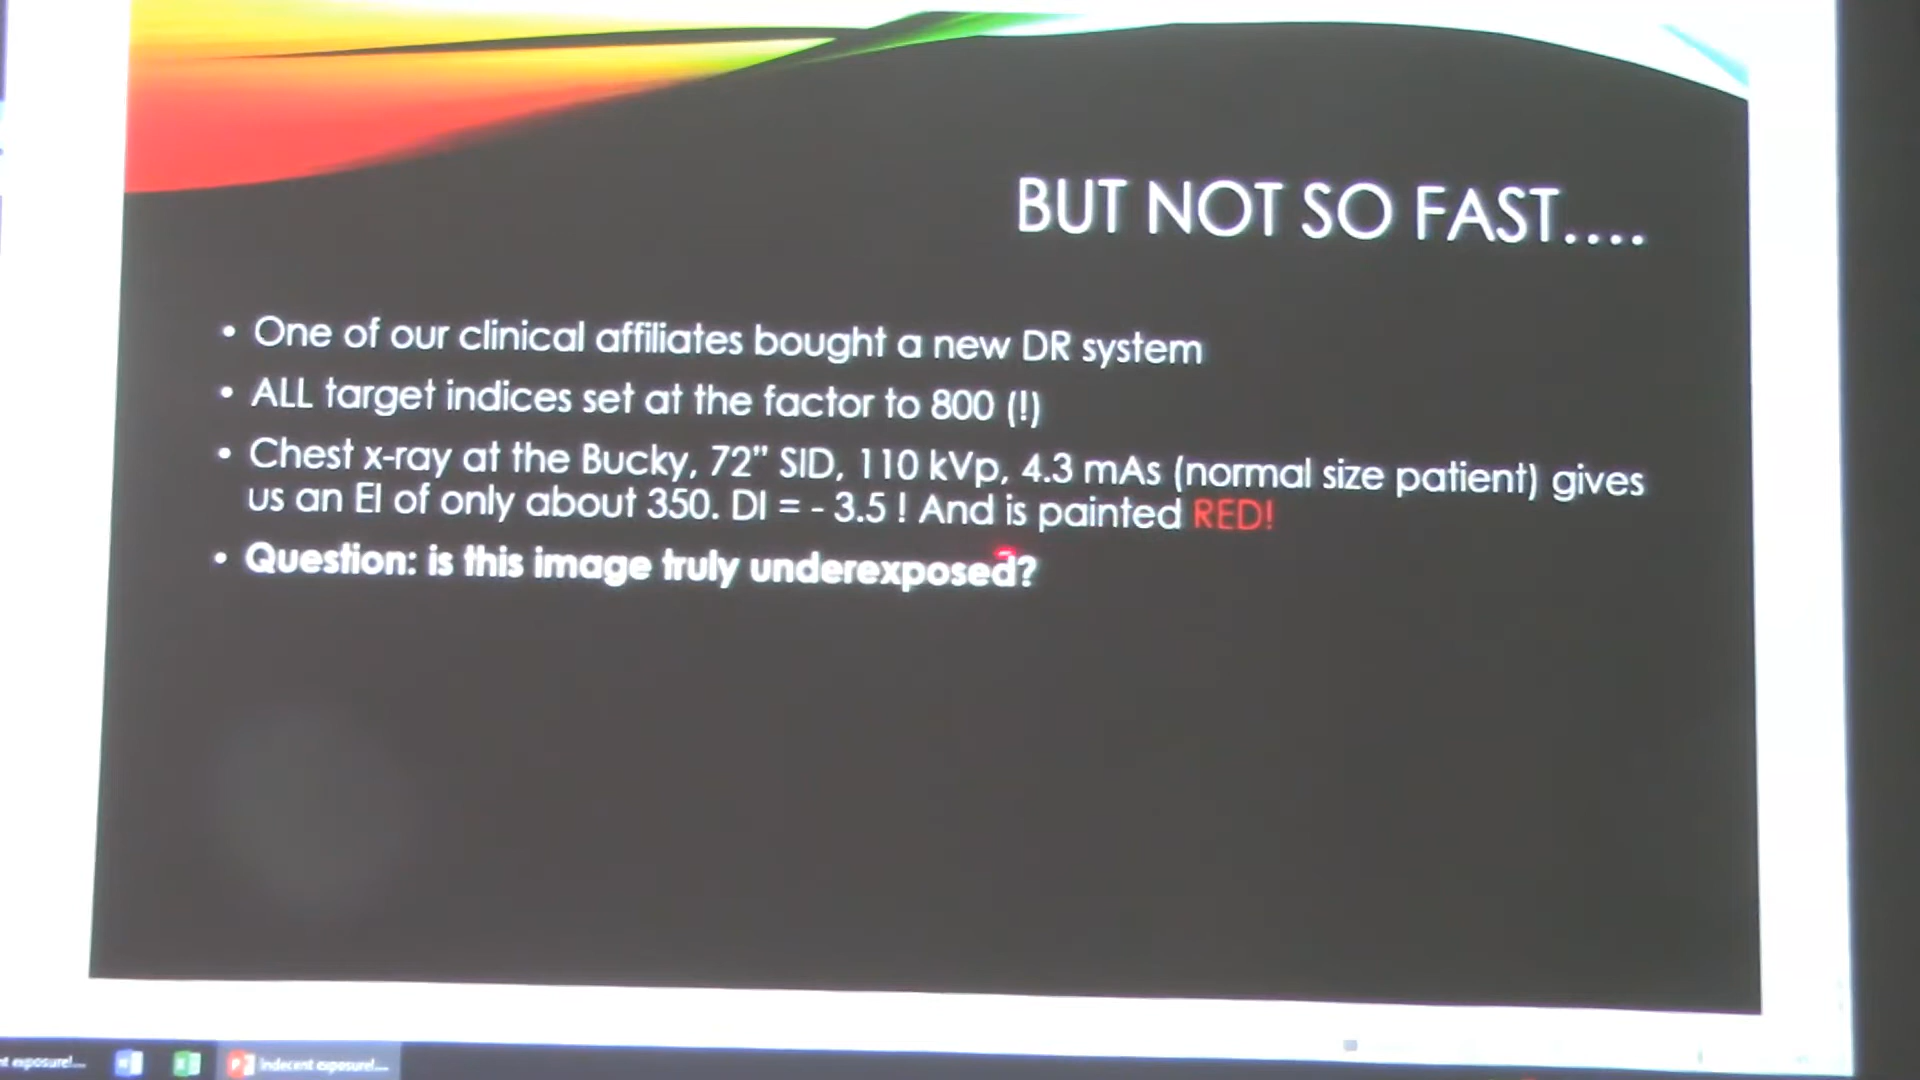 BUT NOT SO FAST....
• One of our clinical affiliates bought a new DR system
• ALL target indices set at the factor to 800 (!)
• Chest x-ray at the Bucky, 72" SID, 110 kVp, 4.3 mAs (normal size patient) gives
us an EI of only about 350. DI = - 3.5 ! And is painted RED!
• Question: is this image truly underexposed?
exposure!...
Indecent exposure!...